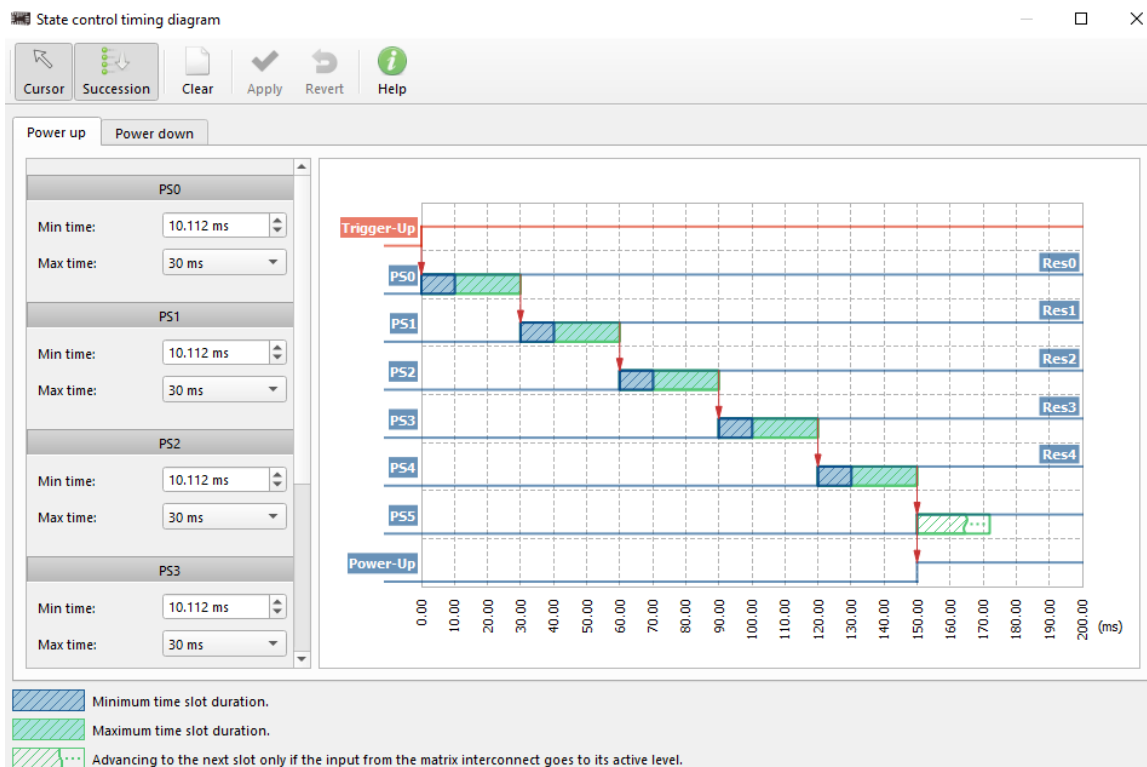 State control timing diagram
Cursor Succession Clear Apply Revert Help
Power up Power down
PS0
Min time: 10.112 ms
Max time: 30 ms
PS1
Min time: 10.112 ms
Max time: 30 ms
PS2
Min time: 10.112 ms
Max time: 30 ms
PS3
Min time: 10.112 ms
Max time: 30 ms
Trigger-Up
PS0 Res0
PS1 Res1
PS2 Res2
PS3 Res3
PS4 Res4
PS5
Power-Up
0.00 10.00 20.00 30.00 40.00 50.00 60.00 70.00 80.00 90.00 100.00 110.00 120.00 130.00 140.00 150.00 160.00 170.00 180.00 190.00 200.00 (ms)
Minimum time slot duration.
Maximum time slot duration.
Advancing to the next slot only if the input from the matrix interconnect goes to its active level.